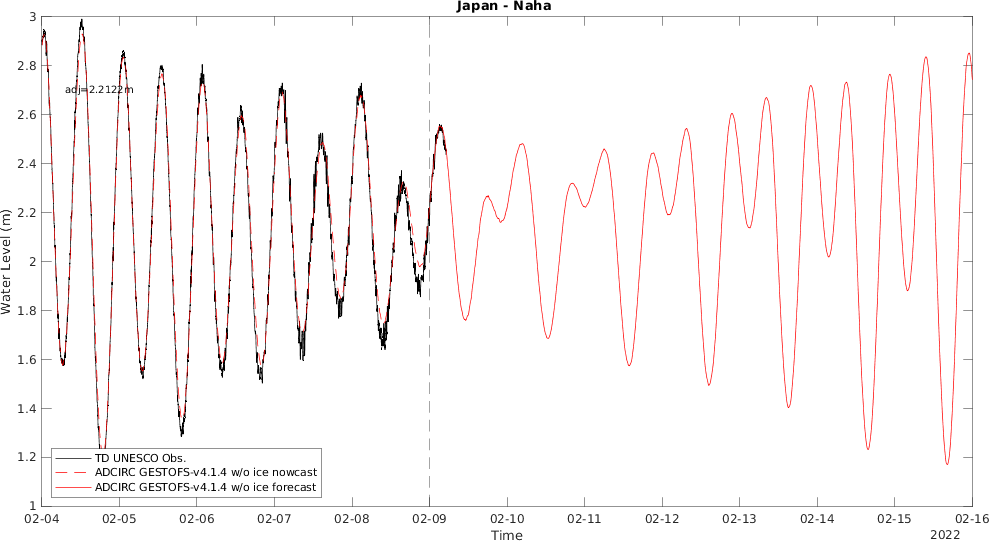 Japan - Naha
3
2.8
2.6
2.4
2.2
2
1.8
1.6
1.4
1.2
1
Water Level (m)
adj=2.2122m
TD UNESCO Obs.
ADCIRC GESTOFS-v4.1.4 w/o ice nowcast
ADCIRC GESTOFS-v4.1.4 w/o ice forecast
02-04 02-05 02-06 02-07 02-08 02-09 02-10 02-11 02-12 02-13 02-14 02-15 02-16
Time
2022